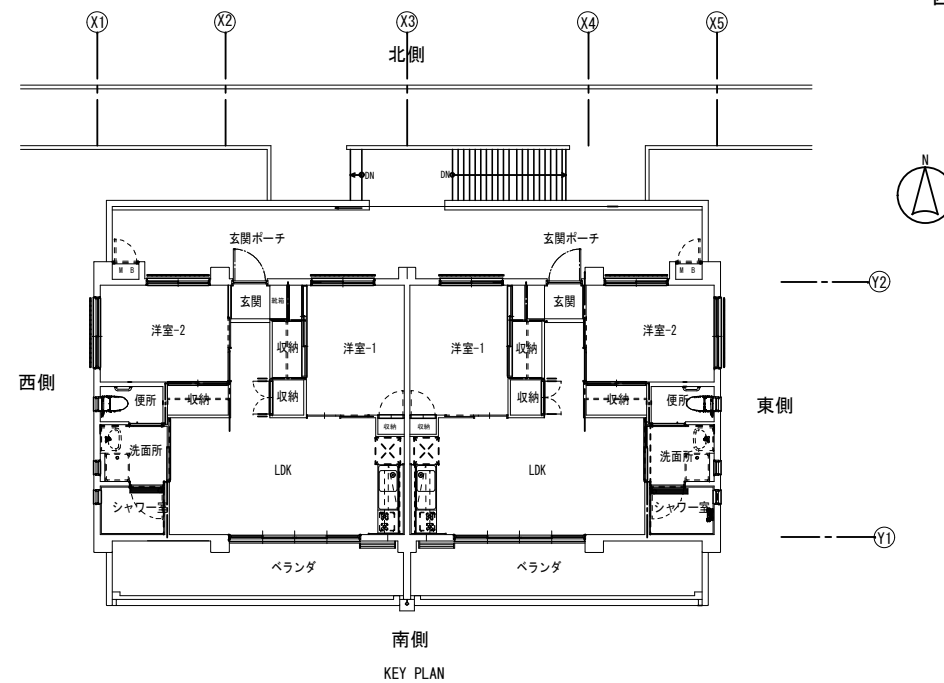 X1 X2 X3 X4 X5
北側
DN DN
N
玄関ポーチ 玄関ポーチ
M B M B
Y2
玄関 靴箱 玄関
洋室-2 収納 洋室-1 洋室-1 収納 洋室-2
西側
便所 収納 収納 収納 収納 便所
東側
収納 収納
洗面所 洗面所
LDK LDK
シャワー室 シャワー室
Y1
ベランダ ベランダ
南側
KEY PLAN